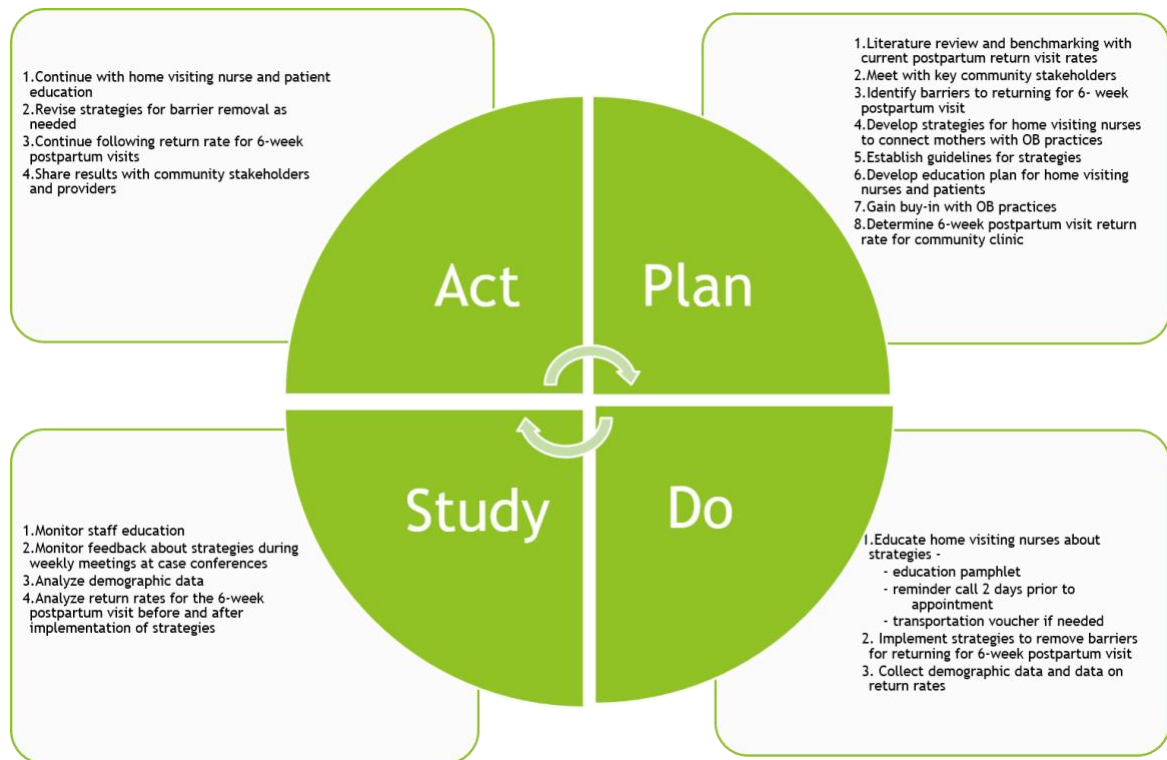 1.Continue with home visiting nurse and patient
education
2.Revise strategies for barrier removal as
needed
3.Continue following return rate for 6-week
postpartum visits
4.Share results with community stakeholders
and providers
1.Literature review and benchmarking with
current postpartum return visit rates
2.Meet with key community stakeholders
3.Identify barriers to returning for 6- week
postpartum visit
4.Develop strategies for home visiting nurses
to connect mothers with OB practices
5.Establish guidelines for strategies
6.Develop education plan for home visiting
nurses and patients
7.Gain buy-in with OB practices
8.Determine 6-week postpartum visit return
rate for community clinic
Act
Plan
Study
Do
1.Monitor staff education
2.Monitor feedback about strategies during
weekly meetings at case conferences
3.Analyze demographic data
4.Analyze return rates for the 6-week
postpartum visit before and after
implementation of strategies
1.Educate home visiting nurses about
strategies -
- education pamphlet
- reminder call 2 days prior to
appointment
- transportation voucher if needed
2. Implement strategies to remove barriers
for returning for 6-week postpartum visit
3. Collect demographic data and data on
return rates